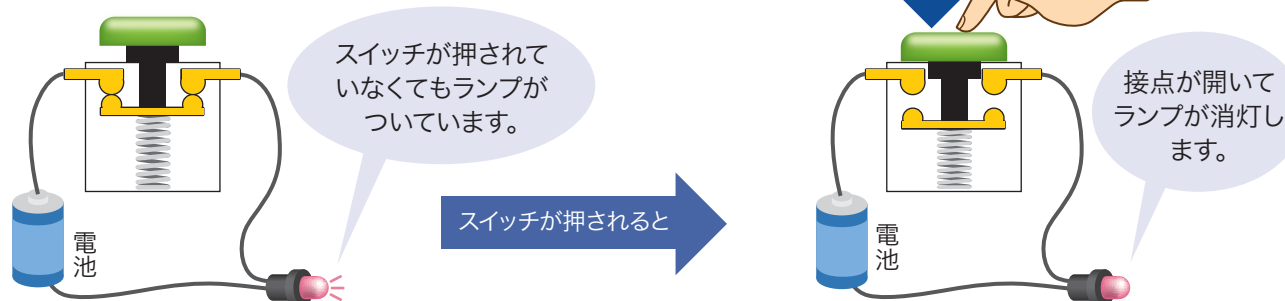 スイッチが押されて
いなくてもランプが
ついています。
電池
スイッチが押されると
接点が開いて
ランプが消灯し
ます。
電池